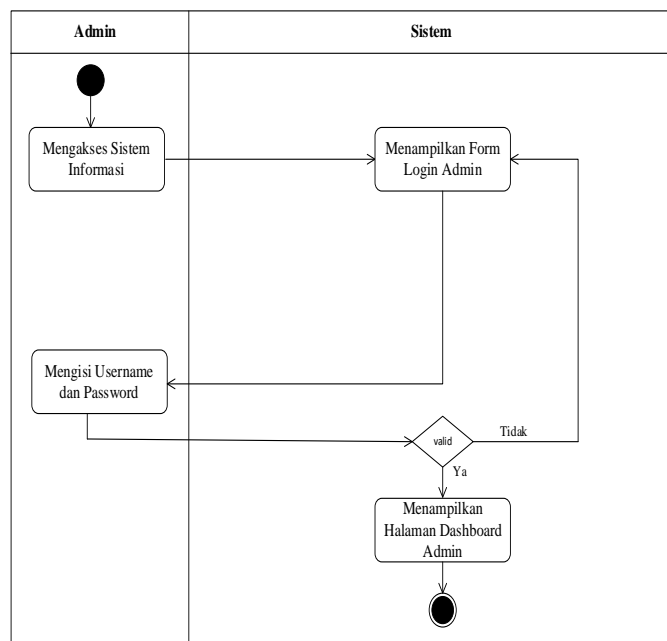 Admin
Sistem
Mengakses Sistem
Informasi
Menampilkan Form
Login Admin
Mengisi Username
dan Password
valid
Tidak
Ya
Menampilkan
Halaman Dashboard
Admin